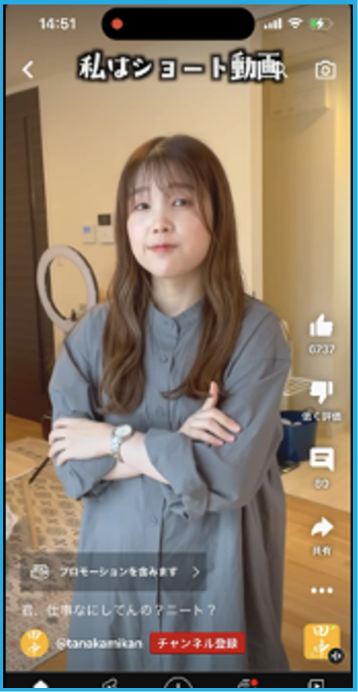 14:51
私はショート動画
6737
低く評価
89
共有
プロモーションを含みます
君、仕事なにしてんの？ニート？
@tanakamikan
チャンネル登録